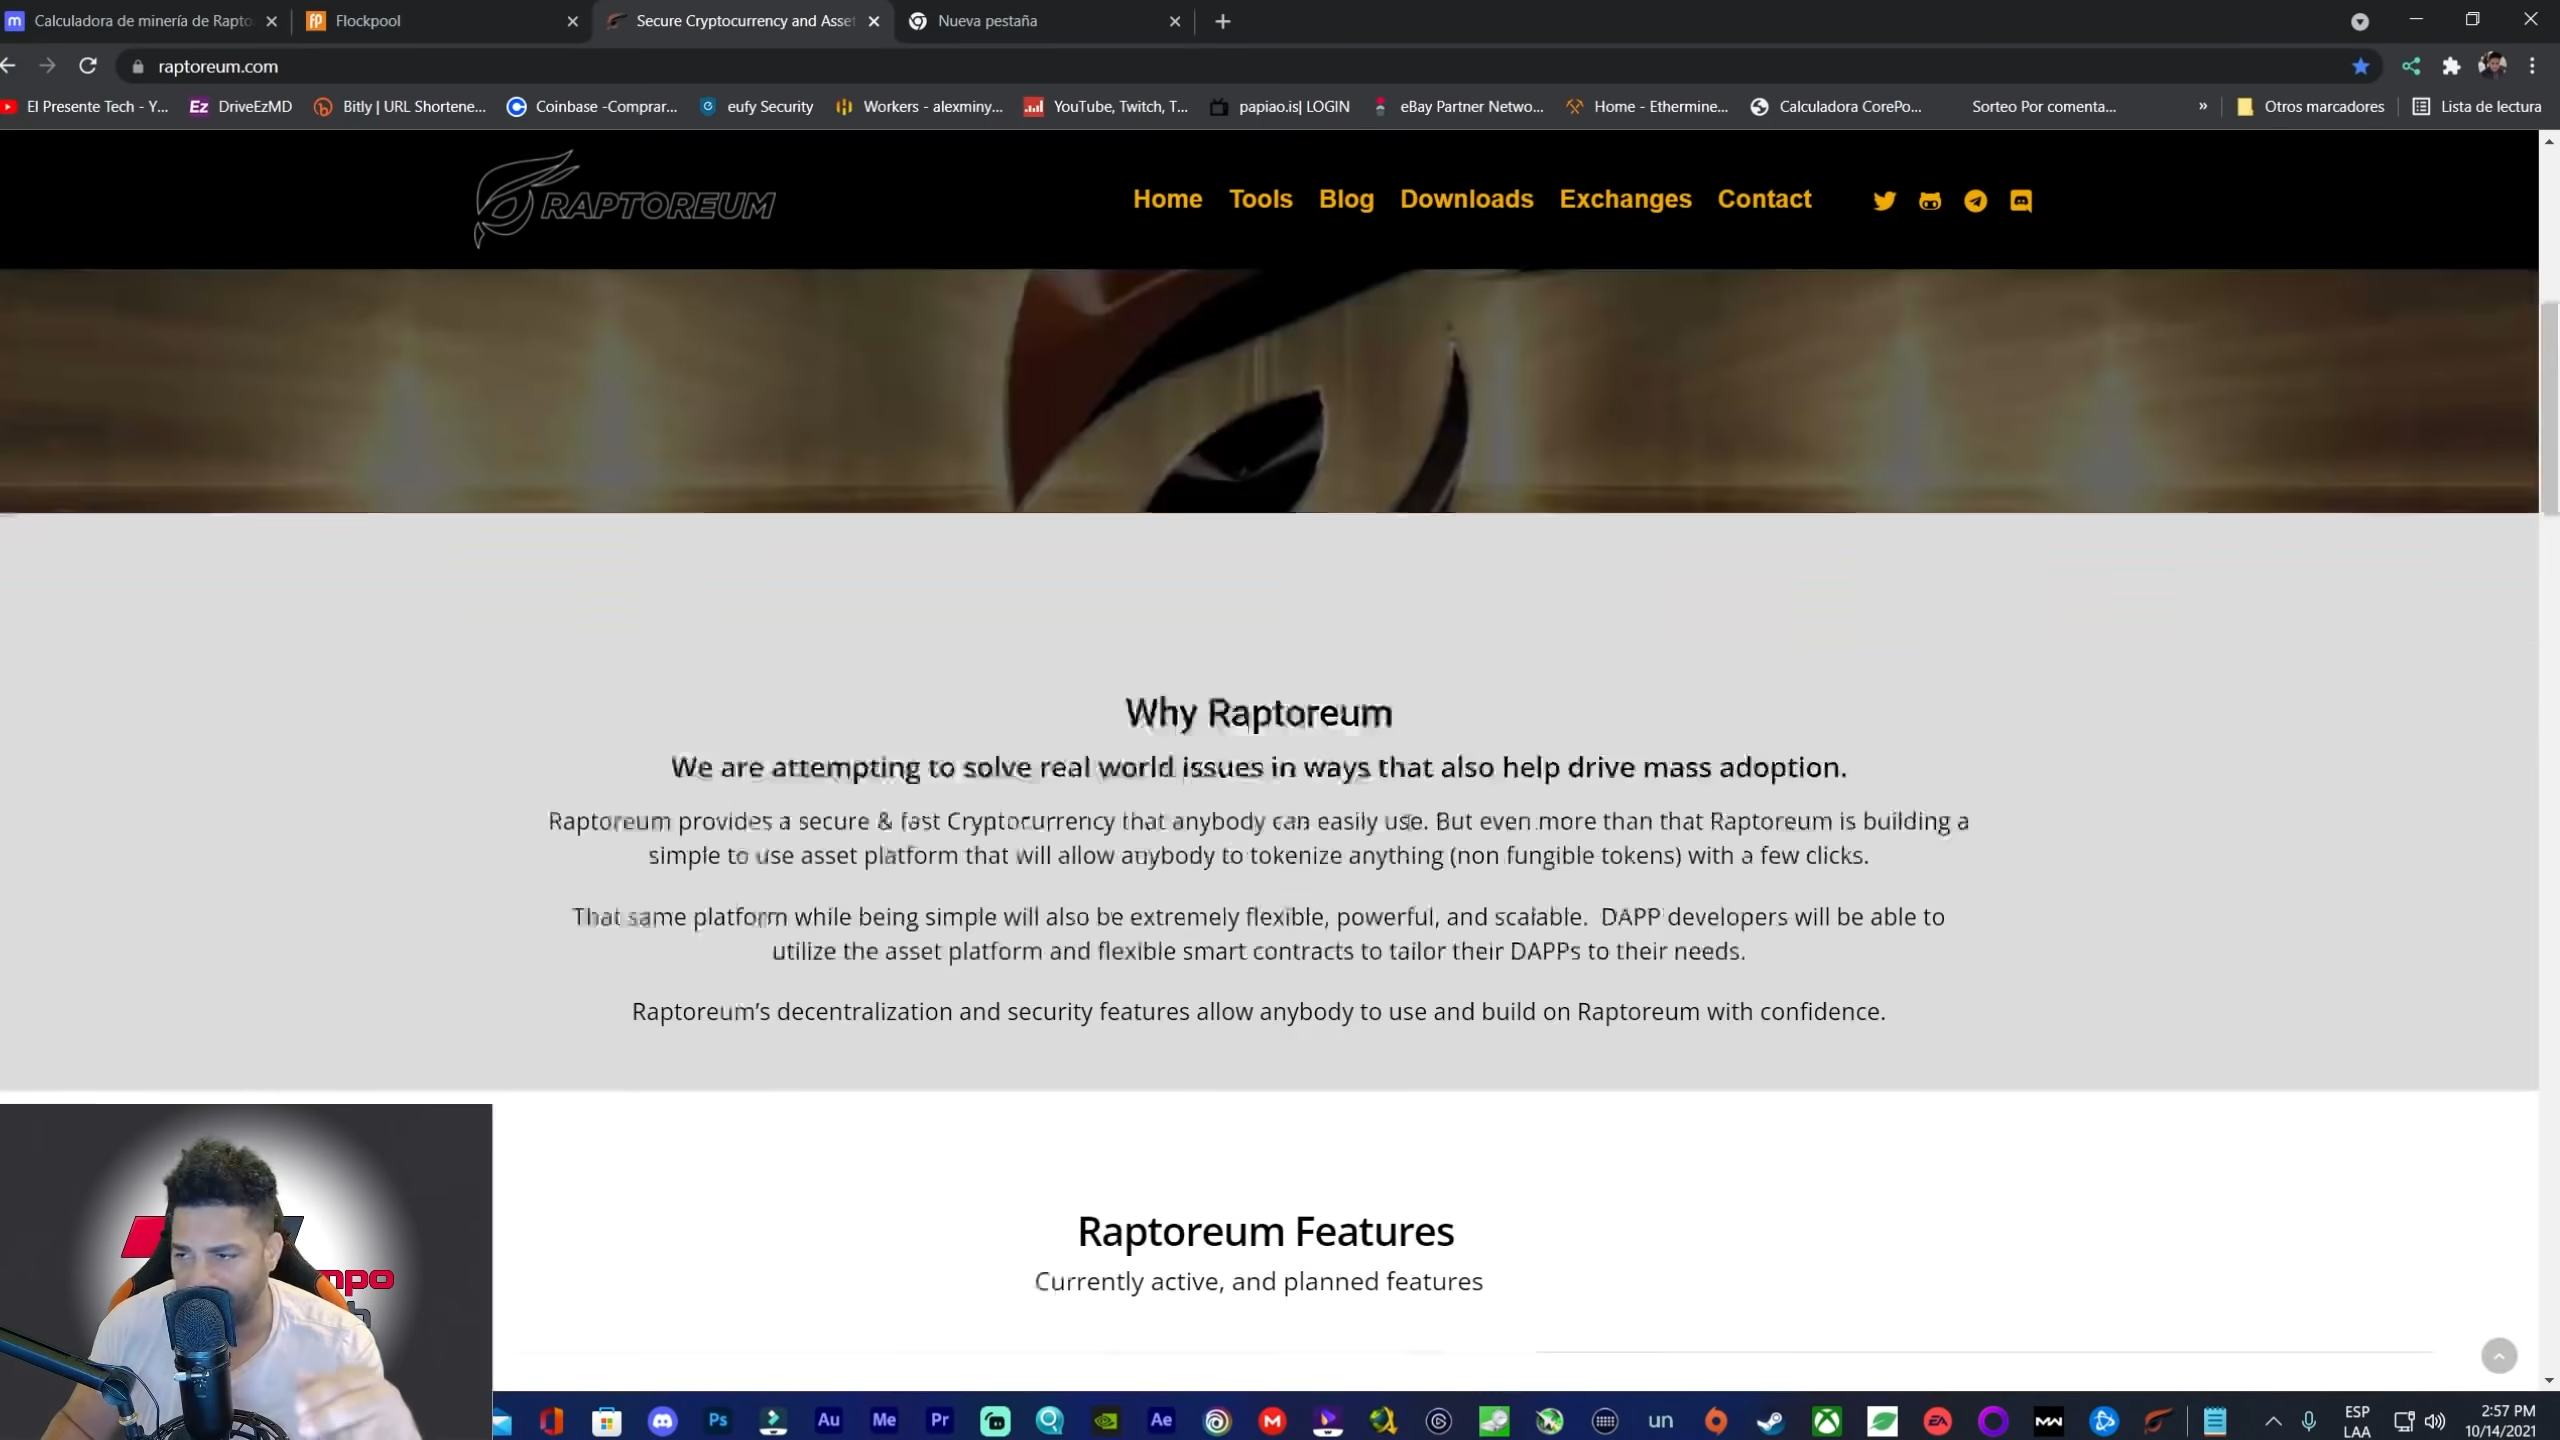 Calculadora de minería de Rapto
Flockpool
Secure Cryptocurrency and Asset
Nueva pestaña
raptoreum.com
El Presente Tech - Y...
Ez DriveEzMD
Bitly | URL Shortene...
Coinbase -Comprar...
eufy Security
Workers - alexminy...
YouTube, Twitch, T...
papiao.is| LOGIN
eBay Partner Netwo...
Home - Ethermine...
Calculadora CorePo...
Sorteo Por comenta...
»
Otros marcadores
Lista de lectura
RAPTOREUM
Home Tools Blog Downloads Exchanges Contact
Why Raptoreum
We are attempting to solve real world issues in ways that also help drive mass adoption.
Raptoreum provides a secure & fast Cryptocurrency that anybody can easily use. But even more than that Raptoreum is building a
simple to use asset platform that will allow anybody to tokenize anything (non fungible tokens) with a few clicks.
That same platform while being simple will also be extremely flexible, powerful, and scalable. DAPP developers will be able to
utilize the asset platform and flexible smart contracts to tailor their DAPPs to their needs.
Raptoreum's decentralization and security features allow anybody to use and build on Raptoreum with confidence.
Raptoreum Features
Currently active, and planned features
Ps
Au
Me
Pr
Ae
un
EA
ESP
LAA
2:57 PM
10/14/2021